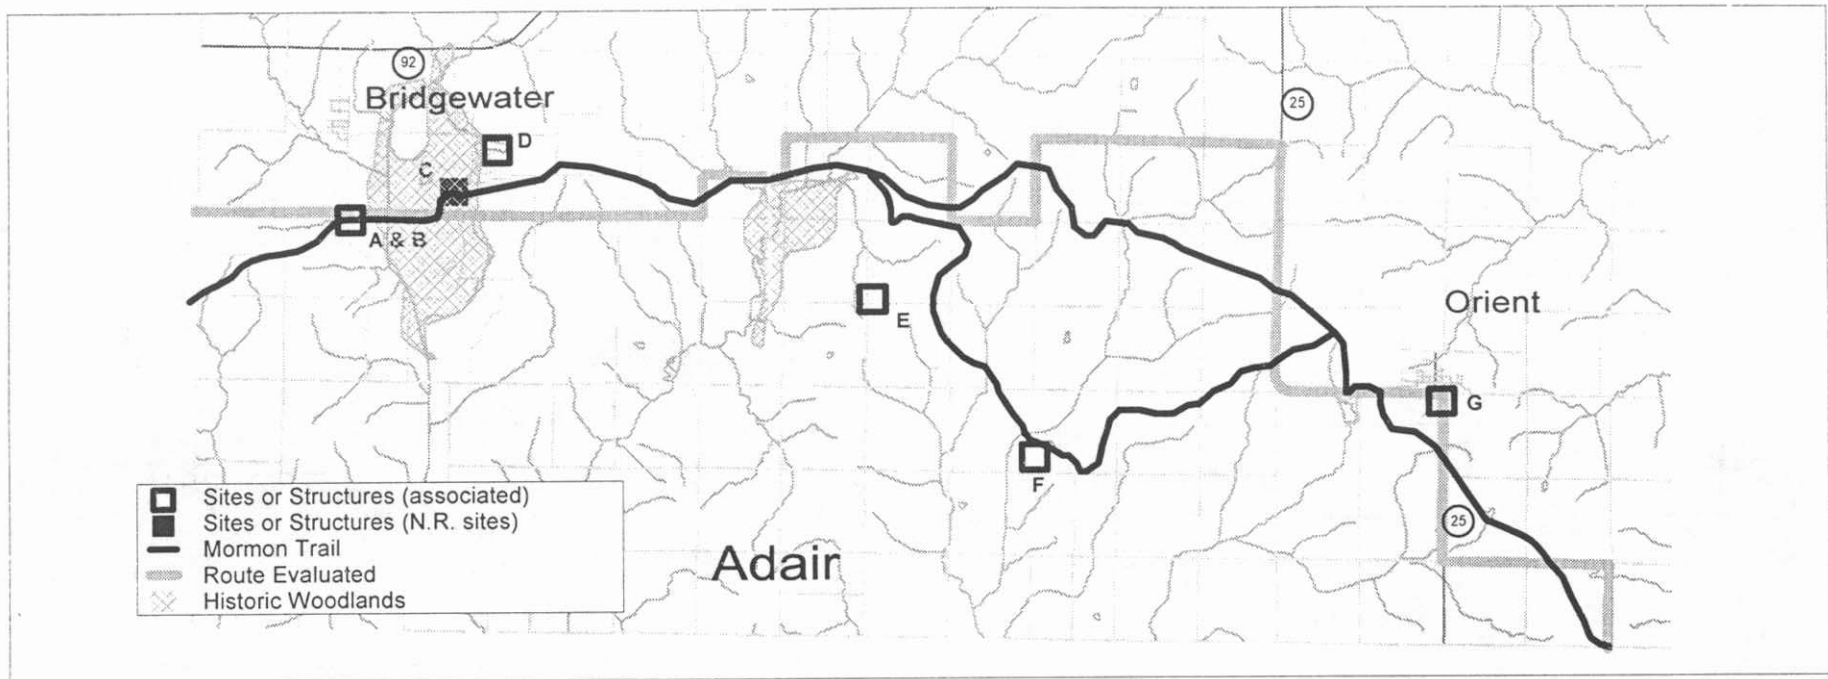 92
Bridgewater
25
D
C
A & B
E
Orient
G
F
25
Adair
Sites or Structures (associated)
Sites or Structures (N.R. sites)
Mormon Trail
Route Evaluated
Historic Woodlands